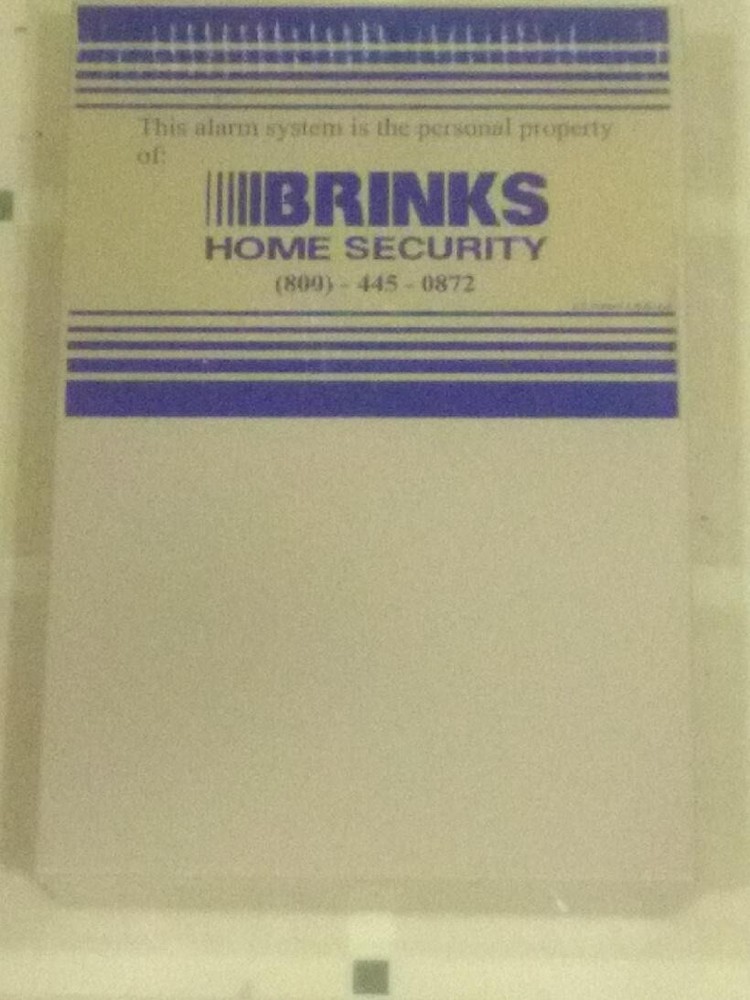 This alarm system is the personal property
of:
BRINKS
HOME SECURITY
(800) - 445 - 0872